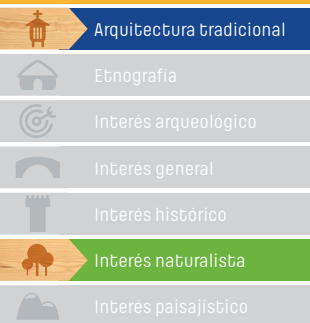 Arquitectura tradicional
Etnografía
Interés arqueológico
Interés general
Interés histórico
Interés naturalista
Interés paisajístico